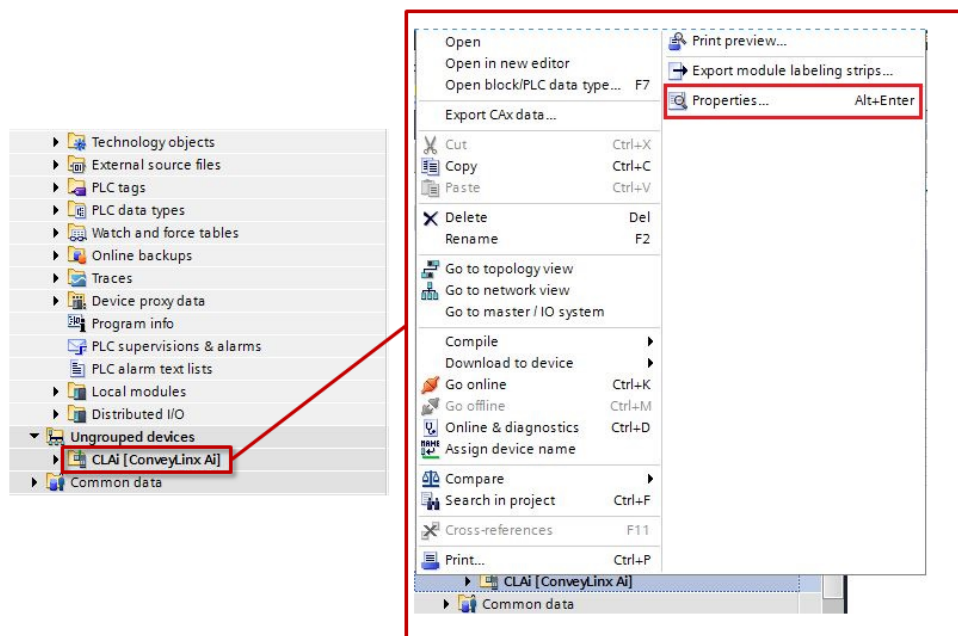 Technology objects
External source files
PLC tags
PLC data types
Watch and force tables
Online backups
Traces
Device proxy data
Program info
PLC supervisions & alarms
PLC alarm text lists
Local modules
Distributed I/O
Ungrouped devices
CLAi [ConveyLinx Ai]
Common data
Open
Open in new editor
Open block/PLC data type... F7
Export CAx data...
Cut Ctrl+X
Copy Ctrl+C
Paste Ctrl+V
Delete Del
Rename F2
Go to topology view
Go to network view
Go to master / IO system
Compile
Download to device
Go online Ctrl+K
Go offline Ctrl+M
Online & diagnostics Ctrl+D
Assign device name
Compare
Search in project Ctrl+F
Cross-references F11
Print... Ctrl+P
Print preview...
Export module labeling strips...
Properties... Alt+Enter
CLAi [ConveyLinx Ai]
Common data